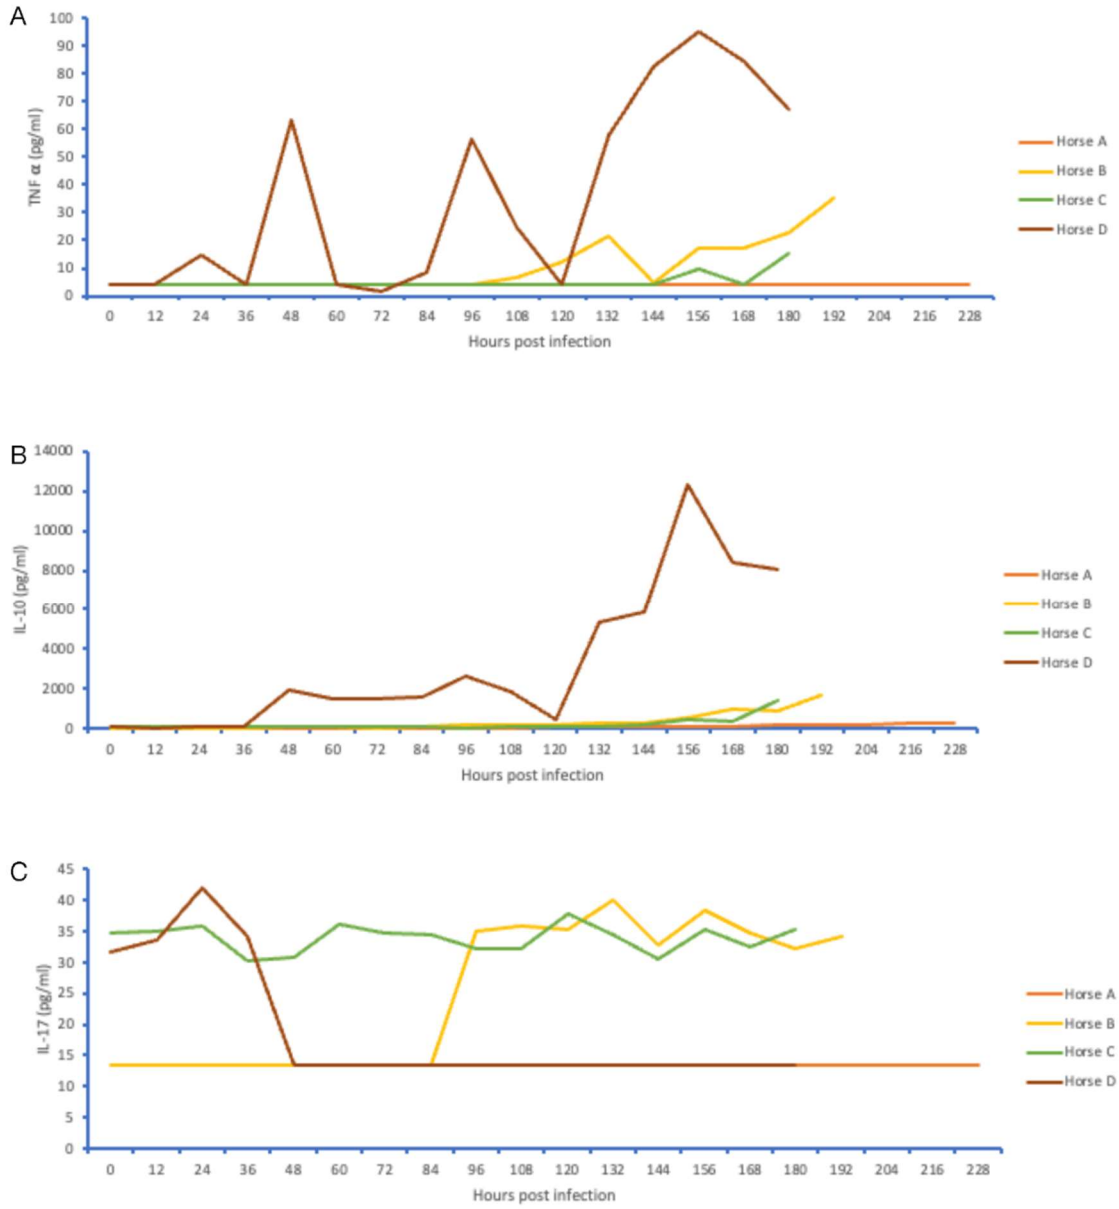 A
100
90
80
70
60
50
40
30
20
10
0
TNF α (pg/ml)
0 12 24 36 48 60 72 84 96 108 120 132 144 156 168 180 192 204 216 228
Hours post infection
Horse A
Horse B
Horse C
Horse D
B
14000
12000
10000
8000
6000
4000
2000
0
IL-10 (pg/ml)
0 12 24 36 48 60 72 84 96 108 120 132 144 156 168 180 192 204 216 228
Hours post infection
Horse A
Horse B
Horse C
Horse D
C
45
40
35
30
25
20
15
10
5
0
IL-17 (pg/ml)
0 12 24 36 48 60 72 84 96 108 120 132 144 156 168 180 192 204 216 228
Hours post infection
Horse A
Horse B
Horse C
Horse D